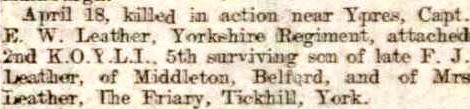 April 18, killed in action near Ypres, Capt.
E. W. Leather, Yorkshire Regiment, attached
2nd K.O.Y.L.I., 5th surviving son of late F. J.
Leather, of Middleton, Belford, and of Mrs
Leather, The Friary, Tickhill, York.